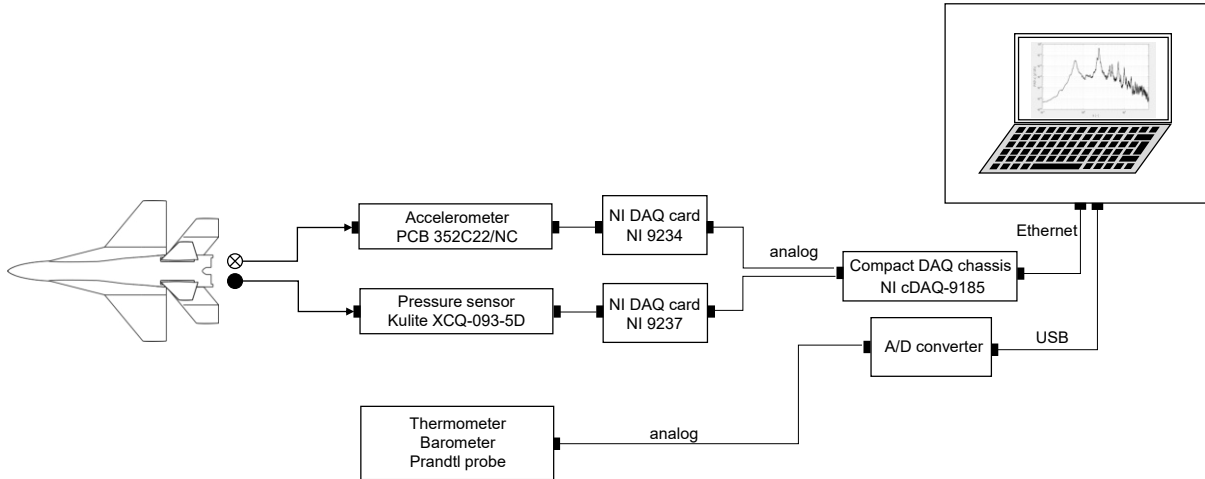 Ethernet
Accelerometer
PCB 352C22/NC
NI DAQ card
NI 9234
analog
Compact DAQ chassis
NI cDAQ-9185
Pressure sensor
Kulite XCQ-093-5D
NI DAQ card
NI 9237
A/D converter
USB
Thermometer
Barometer
Prandtl probe
analog